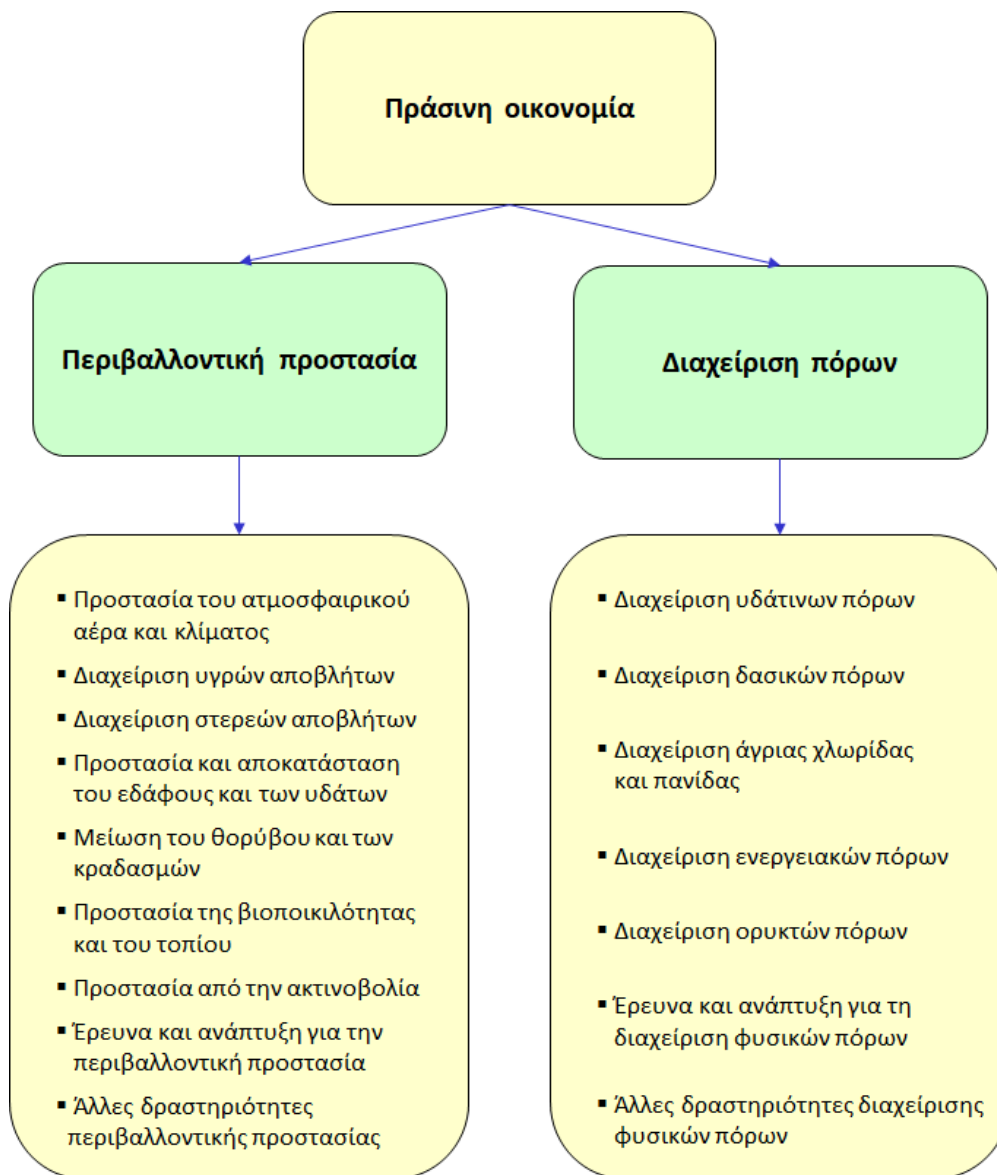 Πράσινη οικονομία
Περιβαλλοντική προστασία
Διαχείριση πόρων
▪ Προστασία του ατμοσφαιρικού
αέρα και κλίματος
▪ Διαχείριση υγρών αποβλήτων
▪ Διαχείριση στερεών αποβλήτων
▪ Προστασία και αποκατάσταση
του εδάφους και των υδάτων
▪ Μείωση του θορύβου και των
κραδασμών
▪ Προστασία της βιοποικιλότητας
και του τοπίου
▪ Προστασία από την ακτινοβολία
▪ Έρευνα και ανάπτυξη για την
περιβαλλοντική προστασία
▪ Άλλες δραστηριότητες
περιβαλλοντικής προστασίας
▪ Διαχείριση υδάτινων πόρων
▪ Διαχείριση δασικών πόρων
▪ Διαχείριση άγριας χλωρίδας
και πανίδας
▪ Διαχείριση ενεργειακών πόρων
▪ Διαχείριση ορυκτών πόρων
▪ Έρευνα και ανάπτυξη για τη
διαχείριση φυσικών πόρων
▪ Άλλες δραστηριότητες διαχείρισης
φυσικών πόρων